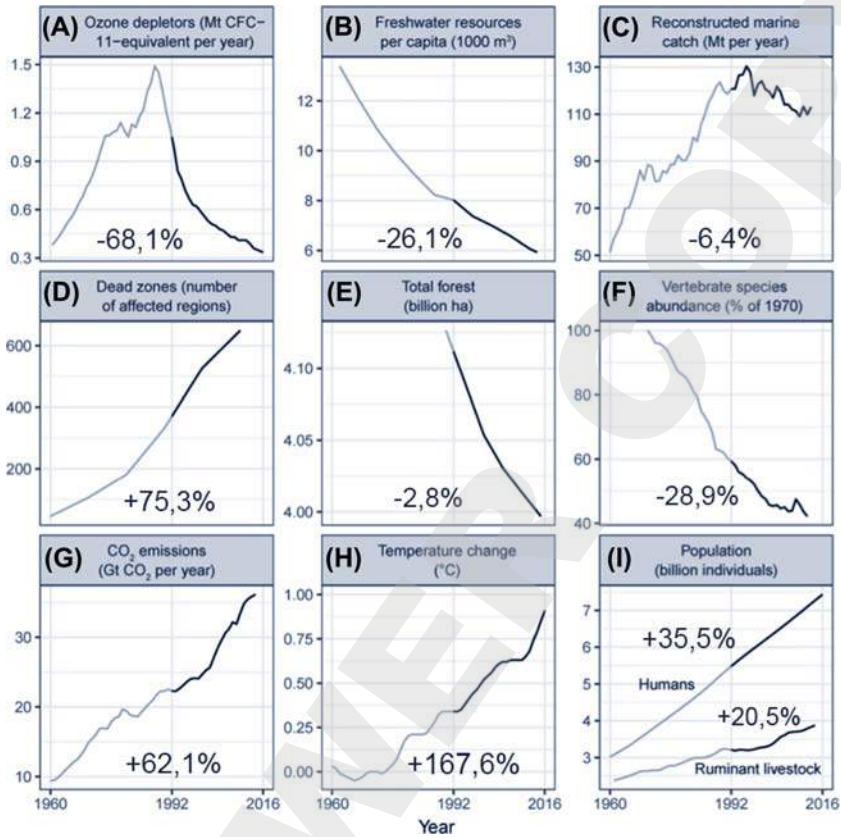 (A) Ozone depletors (Mt CFC-
11-equivalent per year)
1.5
1.2
0.9
0.6
0.3
-68,1%
(B) Freshwater resources
per capita (1000 m³)
12
10
8
6
-26,1%
(C) Reconstructed marine
catch (Mt per year)
130
110
90
70
50
-6,4%
(D) Dead zones (number
of affected regions)
600
400
200
+75,3%
(E) Total forest
(billion ha)
4.10
4.05
4.00
-2,8%
(F) Vertebrate species
abundance (% of 1970)
100
80
60
40
-28,9%
(G) CO₂ emissions
(Gt CO₂ per year)
30
20
10
+62,1%
1960 1992 2016
(H) Temperature change
(°C)
1.00
0.75
0.50
0.25
0.00
+167,6%
1960 1992 2016
(I) Population
(billion individuals)
7
6
5
4
3
+35,5%
Humans
+20,5%
Ruminant livestock
1960 1992 2016
Year